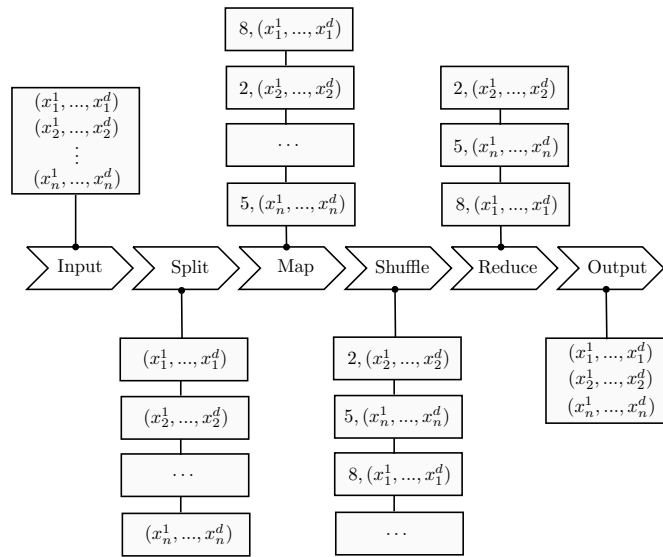 8, (x_1^1, ..., x_1^d)
2, (x_2^1, ..., x_2^d)
...
5, (x_n^1, ..., x_n^d)
2, (x_2^1, ..., x_2^d)
5, (x_n^1, ..., x_n^d)
8, (x_1^1, ..., x_1^d)
(x_1^1, ..., x_1^d)
(x_2^1, ..., x_2^d)
⋮
(x_n^1, ..., x_n^d)
Input
Split
Map
Shuffle
Reduce
Output
(x_1^1, ..., x_1^d)
(x_2^1, ..., x_2^d)
...
(x_n^1, ..., x_n^d)
2, (x_2^1, ..., x_2^d)
5, (x_n^1, ..., x_n^d)
8, (x_1^1, ..., x_1^d)
...
(x_1^1, ..., x_1^d)
(x_2^1, ..., x_2^d)
(x_n^1, ..., x_n^d)